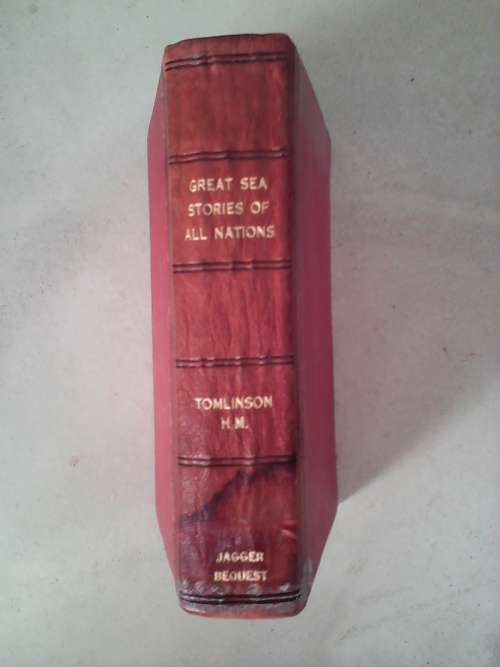 GREAT SEA
STORIES OF
ALL NATIONS
TOMLINSON
H.M.
JAGGER
BEQUEST